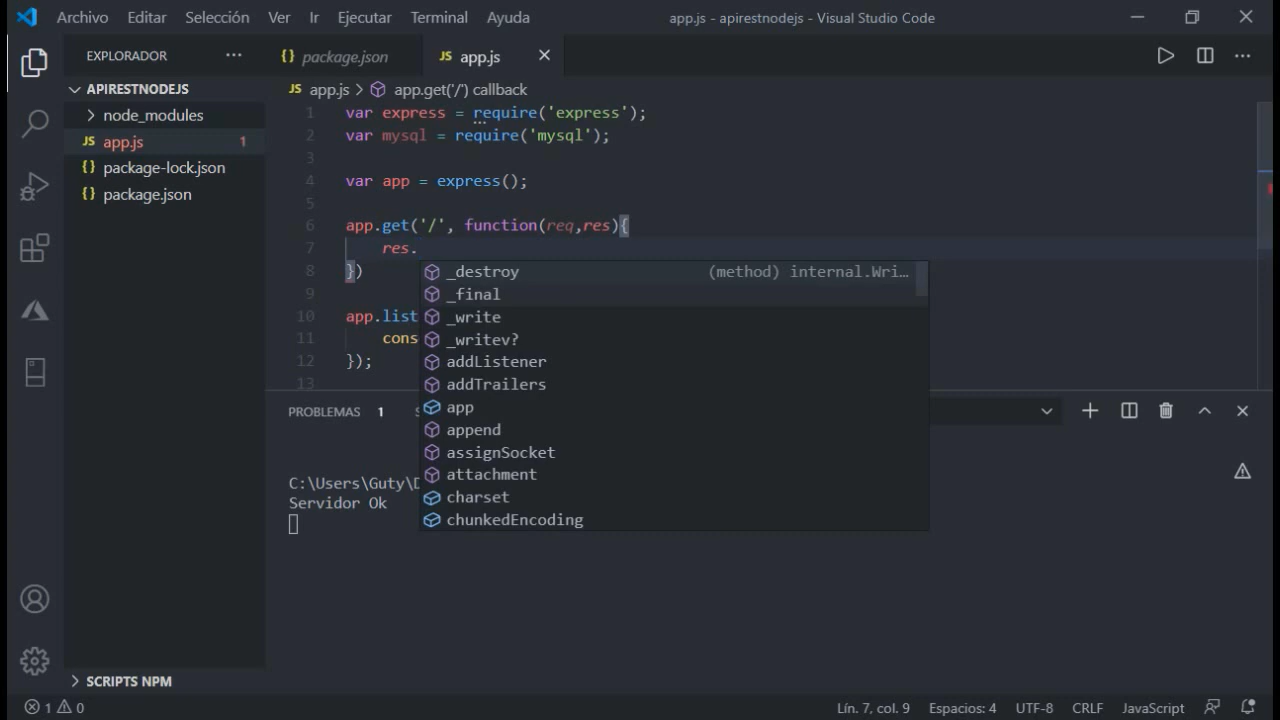 Archivo Editar Selección Ver Ir Ejecutar Terminal Ayuda app.js - apirestnodejs - Visual Studio Code
EXPLORADOR ··· {} package.json JS app.js
APIRESTNODEJS
JS app.js > app.get('/') callback
node_modules
JS app.js 1
{} package-lock.json
{} package.json
1 var express = require('express');
2 var mysql = require('mysql');
3
4 var app = express();
5
6 app.get('/', function(req,res){
7 res.
8 })
9
10 app.list
11 cons
12 });
13
_destroy (method) internal.Wri…
_final
_write
_writev?
addListener
addTrailers
app
append
assignSocket
attachment
charset
chunkedEncoding
PROBLEMAS 1
C:\Users\Guty\D
Servidor Ok
SCRIPTS NPM
1 0 Lín. 7, col. 9 Espacios: 4 UTF-8 CRLF JavaScript